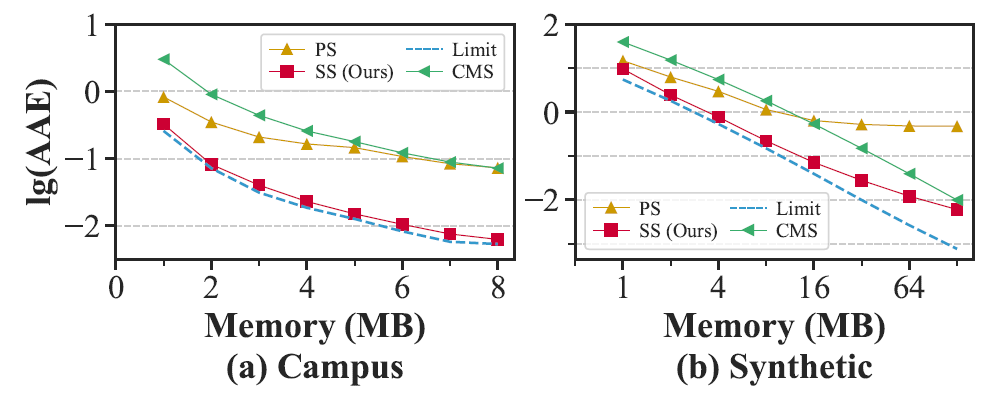 lg(AAE)
1
0
−1
−2
PS
SS (Ours)
Limit
CMS
0
2
4
6
8
Memory (MB)
(a) Campus
2
0
−2
PS
SS (Ours)
Limit
CMS
1
4
16
64
Memory (MB)
(b) Synthetic